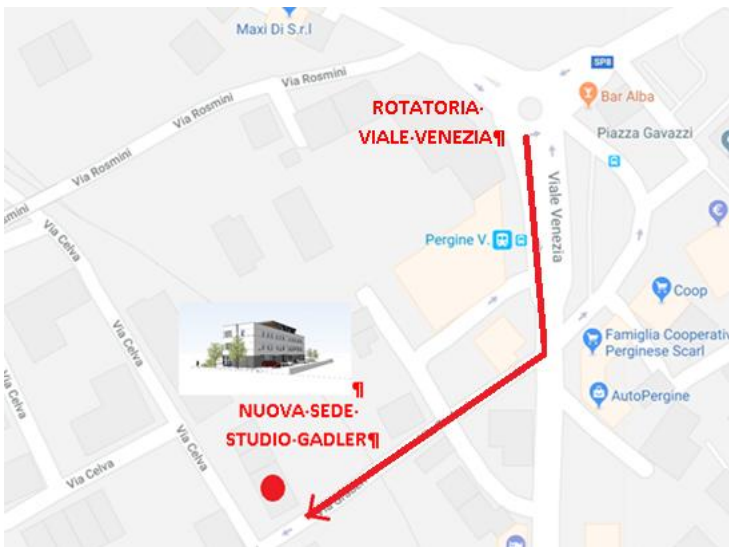 Maxi Di S.r.l
SP8
Via Rosmini
Bar Alba
ROTATORIA·
VIALE·VENEZIA¶
Via Rosmini
Piazza Gavazzi
Via Rosmini
Viale Venezia
Via Celva
Pergine V.
Coop
Via Celva
Famiglia Cooperativ
Perginese Scarl
¶
NUOVA·SEDE·
STUDIO·GADLER¶
AutoPergine
Via Celva
Via Celva
Via Celva